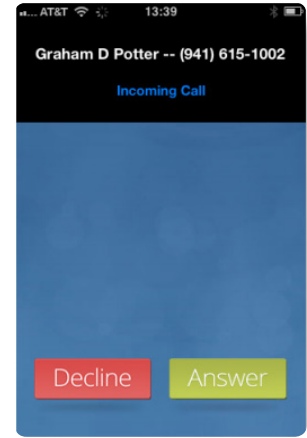 AT&T 13:39
Graham D Potter -- (941) 615-1002
Incoming Call
Decline
Answer